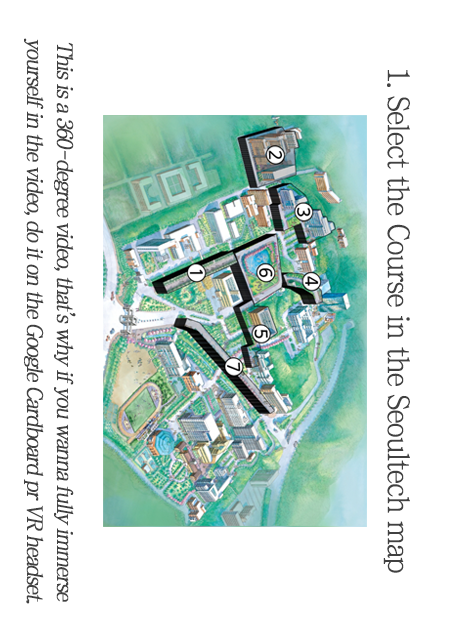 1. Select the Course in the Seoultech map
2
3
4
6
1
5
7
This is a 360-degree video, that's why if you wanna fully immerse
yourself in the video, do it on the Google Cardboard pr VR headset.